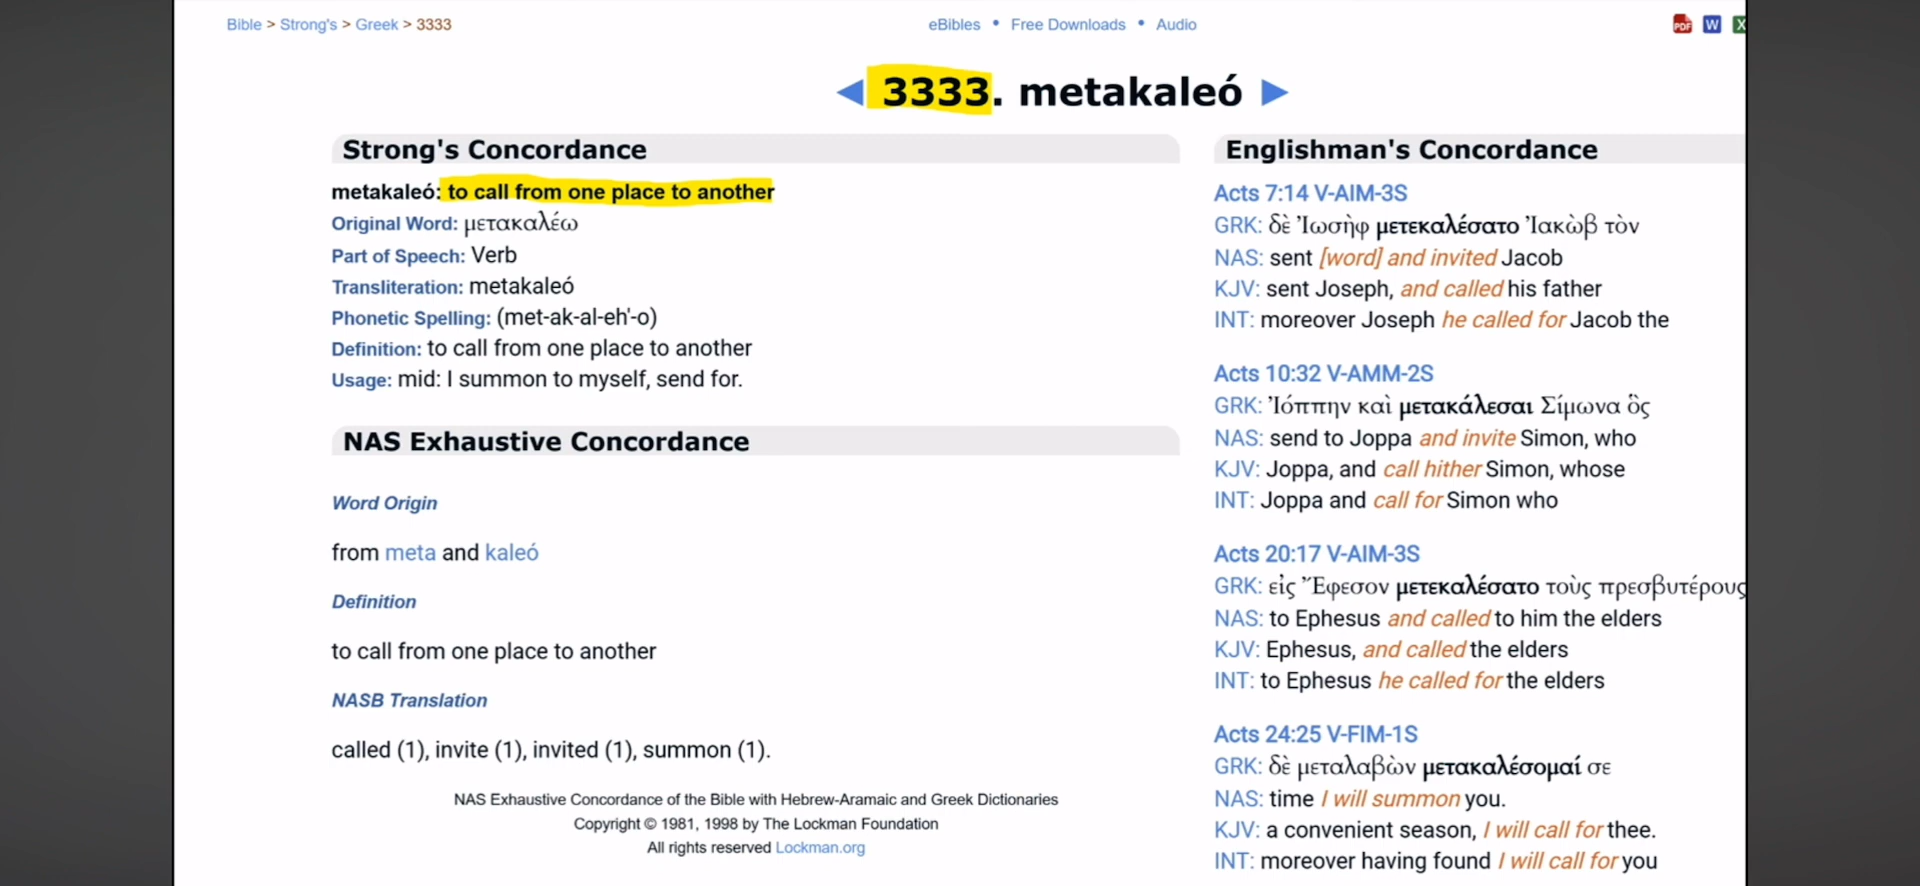 Bible > Strong's > Greek > 3333
eBibles • Free Downloads • Audio
PDF W X
◄ 3333. metakaleó ►
Strong's Concordance
metakaleó: to call from one place to another
Original Word: μετακαλέω
Part of Speech: Verb
Transliteration: metakaleó
Phonetic Spelling: (met-ak-al-eh'-o)
Definition: to call from one place to another
Usage: mid: I summon to myself, send for.
NAS Exhaustive Concordance
Word Origin
from meta and kaleó
Definition
to call from one place to another
NASB Translation
called (1), invite (1), invited (1), summon (1).
NAS Exhaustive Concordance of the Bible with Hebrew-Aramaic and Greek Dictionaries
Copyright © 1981, 1998 by The Lockman Foundation
All rights reserved Lockman.org
Englishman's Concordance
Acts 7:14 V-AIM-3S
GRK: δὲ Ἰωσὴφ μετεκαλέσατο Ἰακὼβ τὸν
NAS: sent [word] and invited Jacob
KJV: sent Joseph, and called his father
INT: moreover Joseph he called for Jacob the
Acts 10:32 V-AMM-2S
GRK: Ἰόππην καὶ μετακάλεσαι Σίμωνα ὃς
NAS: send to Joppa and invite Simon, who
KJV: Joppa, and call hither Simon, whose
INT: Joppa and call for Simon who
Acts 20:17 V-AIM-3S
GRK: εἰς Ἔφεσον μετεκαλέσατο τοὺς πρεσβυτέρους
NAS: to Ephesus and called to him the elders
KJV: Ephesus, and called the elders
INT: to Ephesus he called for the elders
Acts 24:25 V-FIM-1S
GRK: δὲ μεταλαβὼν μετακαλέσομαί σε
NAS: time I will summon you.
KJV: a convenient season, I will call for thee.
INT: moreover having found I will call for you